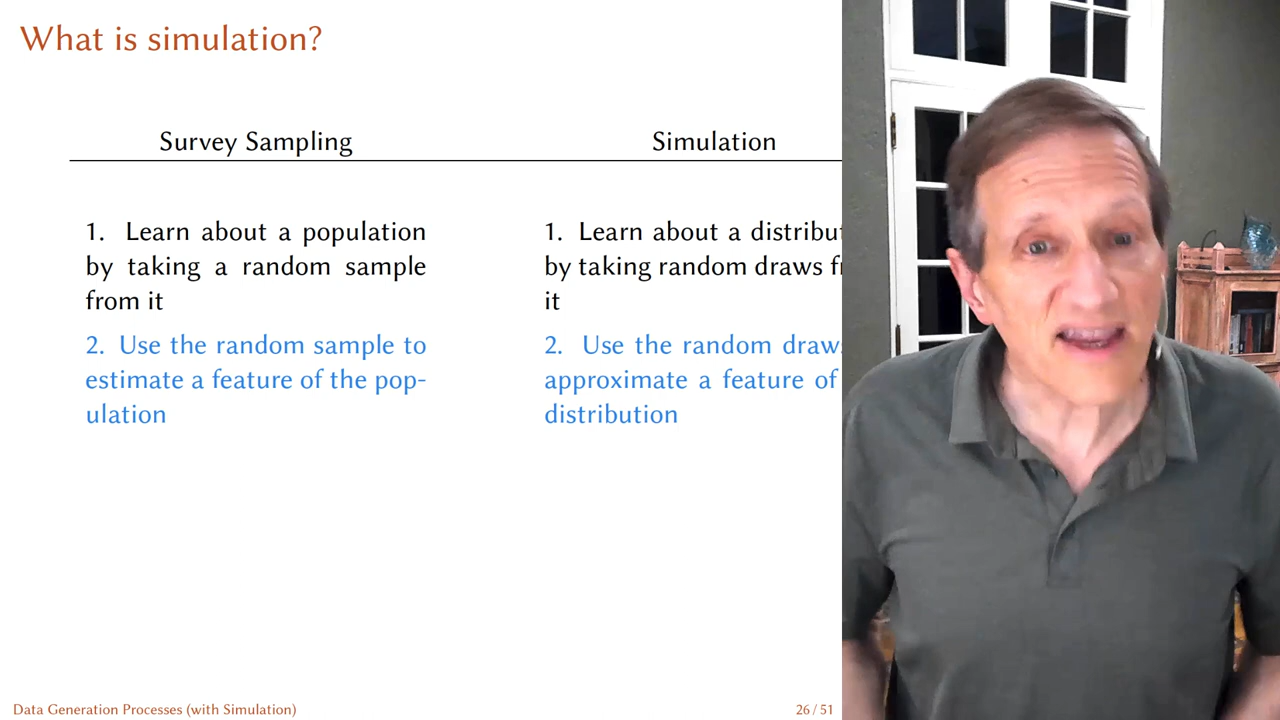 What is simulation?
Survey Sampling
Simulation
1. Learn about a population
by taking a random sample
from it
2. Use the random sample to
estimate a feature of the pop-
ulation
1. Learn about a distribut
by taking random draws f
it
2. Use the random draw
approximate a feature of
distribution
Data Generation Processes (with Simulation)
26 / 51